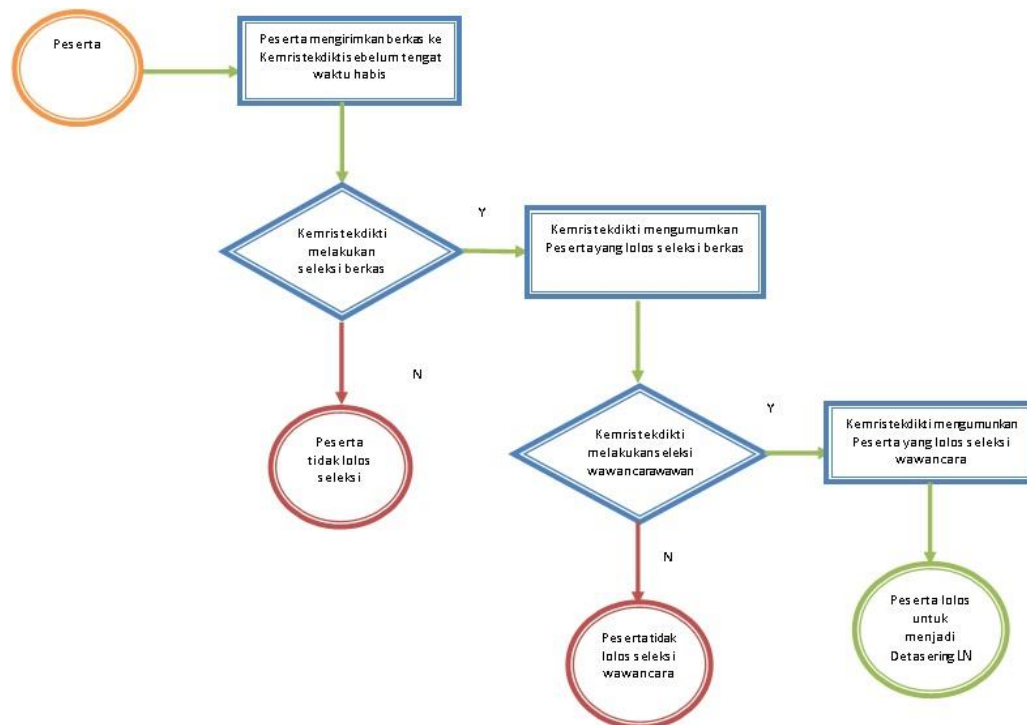 Peserta
Peserta mengirimkan berkas ke
Kemristekdikti sebelum tengat
waktu habis
Kemristekdikti
melakukan
seleksi berkas
Y
Kemristekdikti mengumumkan
Peserta yang lolos seleksi berkas
N
Peserta
tidak lolos
seleksi
Kemristekdikti
melakukan seleksi
wawancarawawan
Y
Kemristekdikti mengumunkan
Peserta yang lolos seleksi
wawancara
N
Peserta tidak
lolos seleksi
wawancara
Peserta lolos
untuk
menjadi
Detasering LN